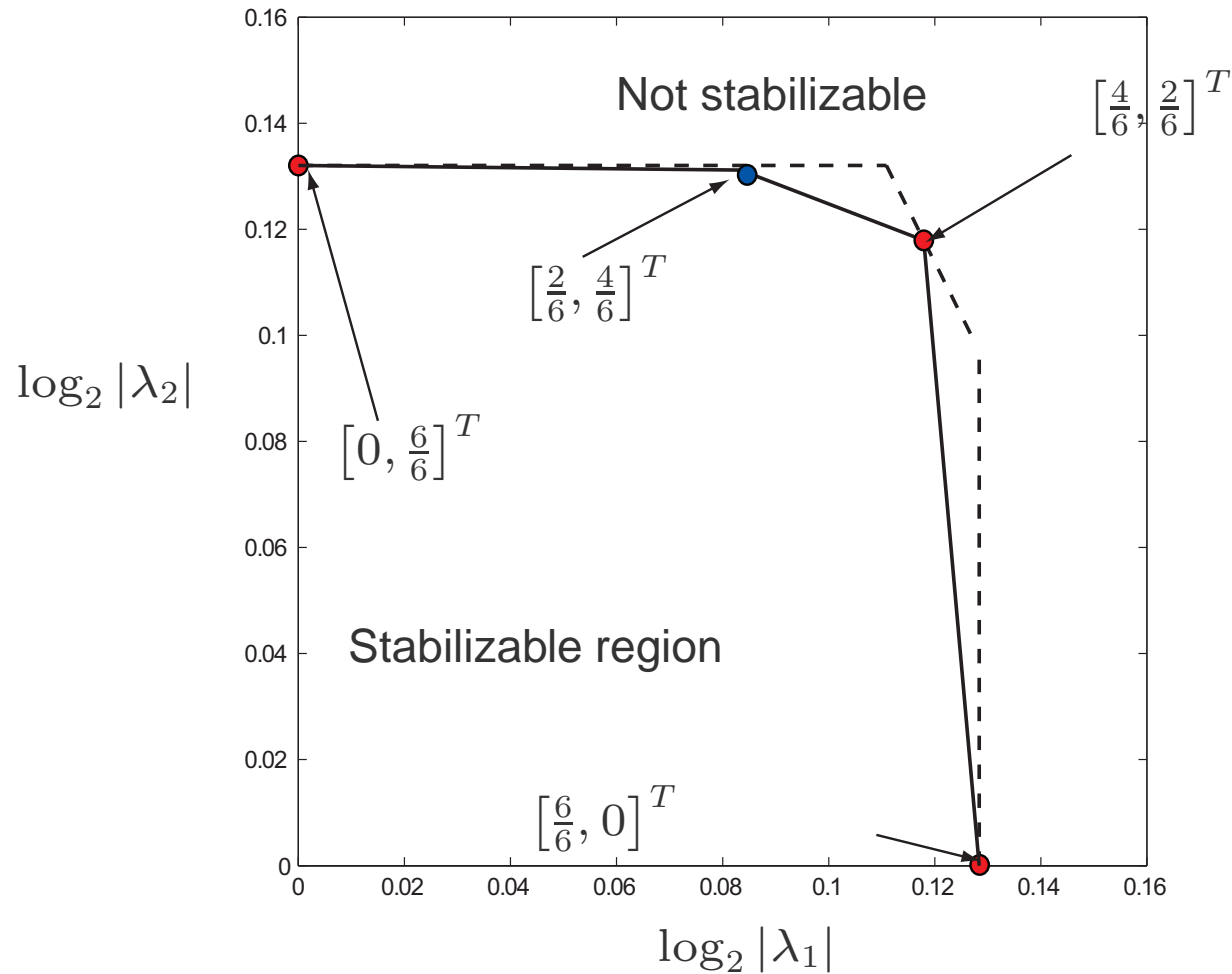 0.16
Not stabilizable
[4/6, 2/6]^T
0.14
0.12
[2/6, 4/6]^T
0.1
log₂ |λ₂|
0.08
[0, 6/6]^T
0.06
0.04
Stabilizable region
0.02
[6/6, 0]^T
0
0 0.02 0.04 0.06 0.08 0.1 0.12 0.14 0.16
log₂ |λ₁|